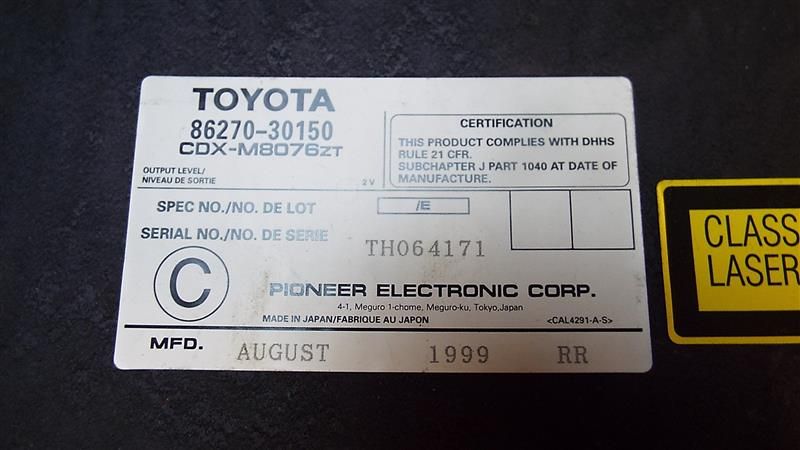 TOYOTA
86270-30150
CDX-M8076ZT
OUTPUT LEVEL/
NIVEAU DE SORTIE 2 V
CERTIFICATION
THIS PRODUCT COMPLIES WITH DHHS
RULE 21 CFR.
SUBCHAPTER J PART 1040 AT DATE OF
MANUFACTURE.
SPEC NO./NO. DE LOT /E
SERIAL NO./NO. DE SERIE TH064171
C
PIONEER ELECTRONIC CORP.
4-1, Meguro 1-chome, Meguro-ku, Tokyo,Japan
MADE IN JAPAN/FABRIQUE AU JAPON <CAL4291-A-S>
MFD. AUGUST 1999 RR
CLASS
LASER